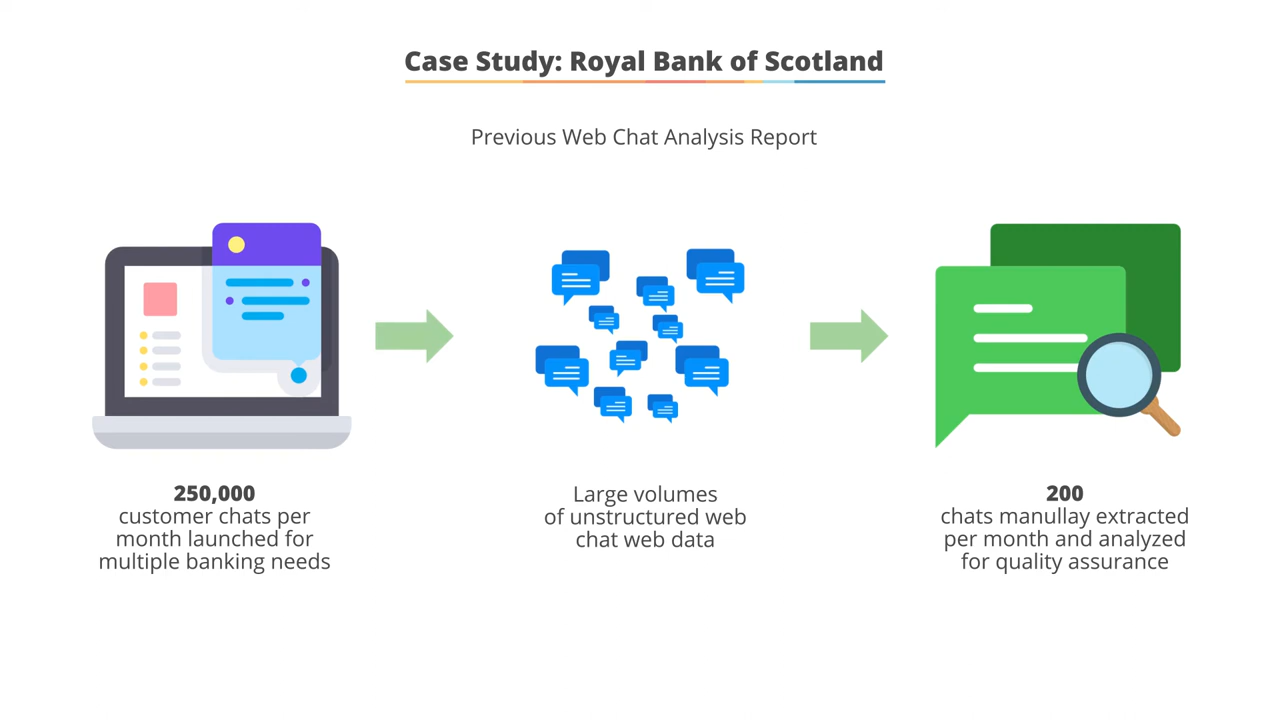 Case Study: Royal Bank of Scotland
Previous Web Chat Analysis Report
250,000
customer chats per
month launched for
multiple banking needs
Large volumes
of unstructured web
chat web data
200
chats manullay extracted
per month and analyzed
for quality assurance